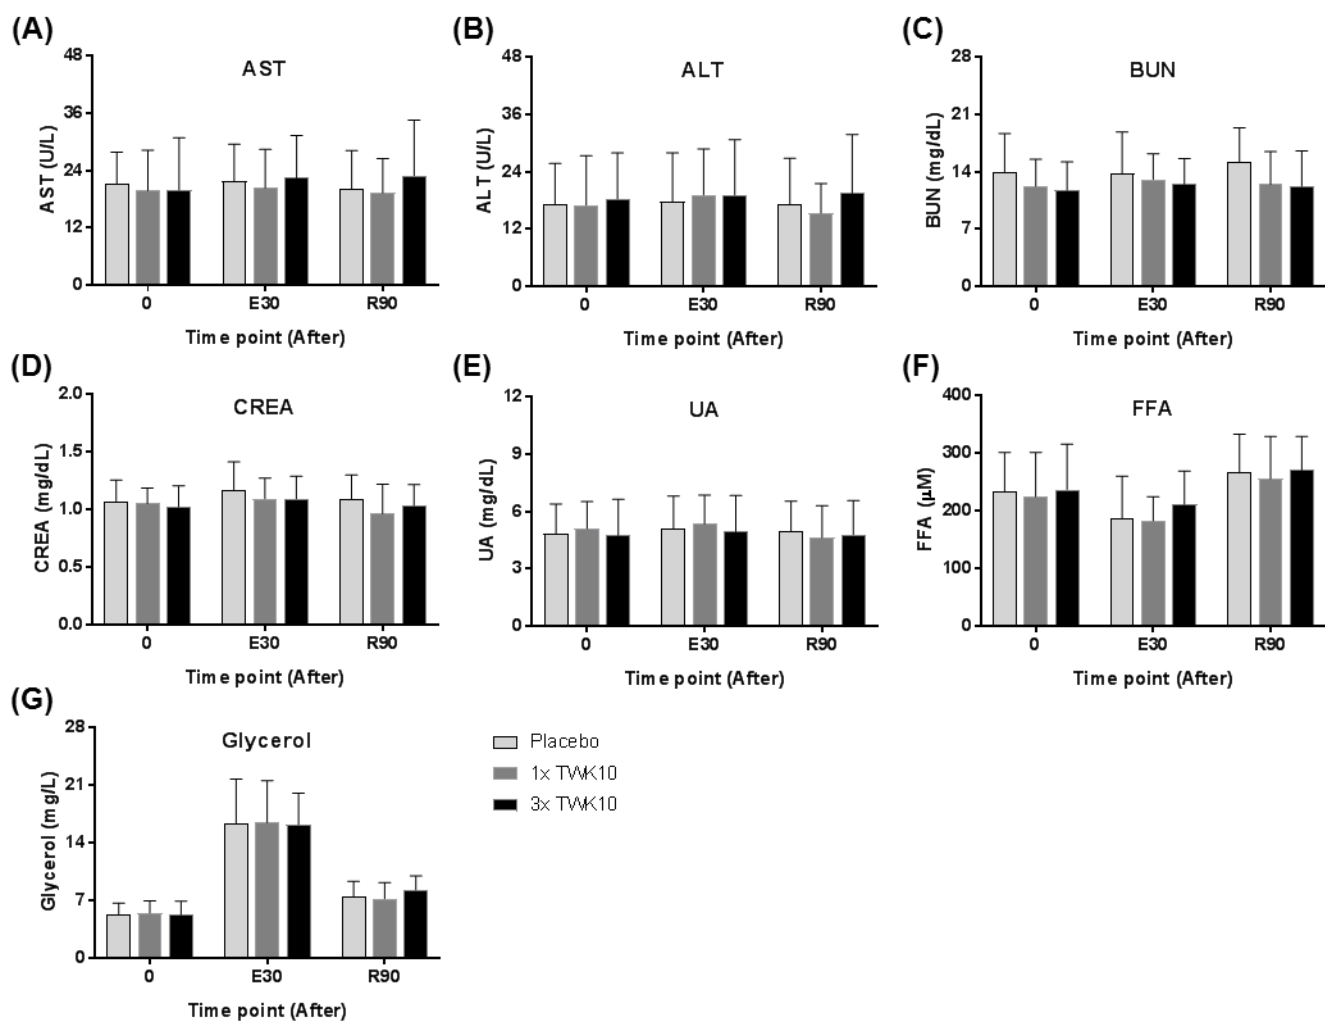 (A)
AST
AST (U/L)
48
36
24
12
0
0 E30 R90
Time point (After)
(B)
ALT
ALT (U/L)
48
36
24
12
0
0 E30 R90
Time point (After)
(C)
BUN
BUN (mg/dL)
28
21
14
7
0
0 E30 R90
Time point (After)
(D)
CREA
CREA (mg/dL)
2.0
1.5
1.0
0.5
0.0
0 E30 R90
Time point (After)
(E)
UA
UA (mg/dL)
12
9
6
3
0
0 E30 R90
Time point (After)
(F)
FFA
FFA (µM)
400
300
200
100
0
0 E30 R90
Time point (After)
(G)
Glycerol
Glycerol (mg/L)
28
21
14
7
0
0 E30 R90
Time point (After)
Placebo
1x TWK10
3x TWK10